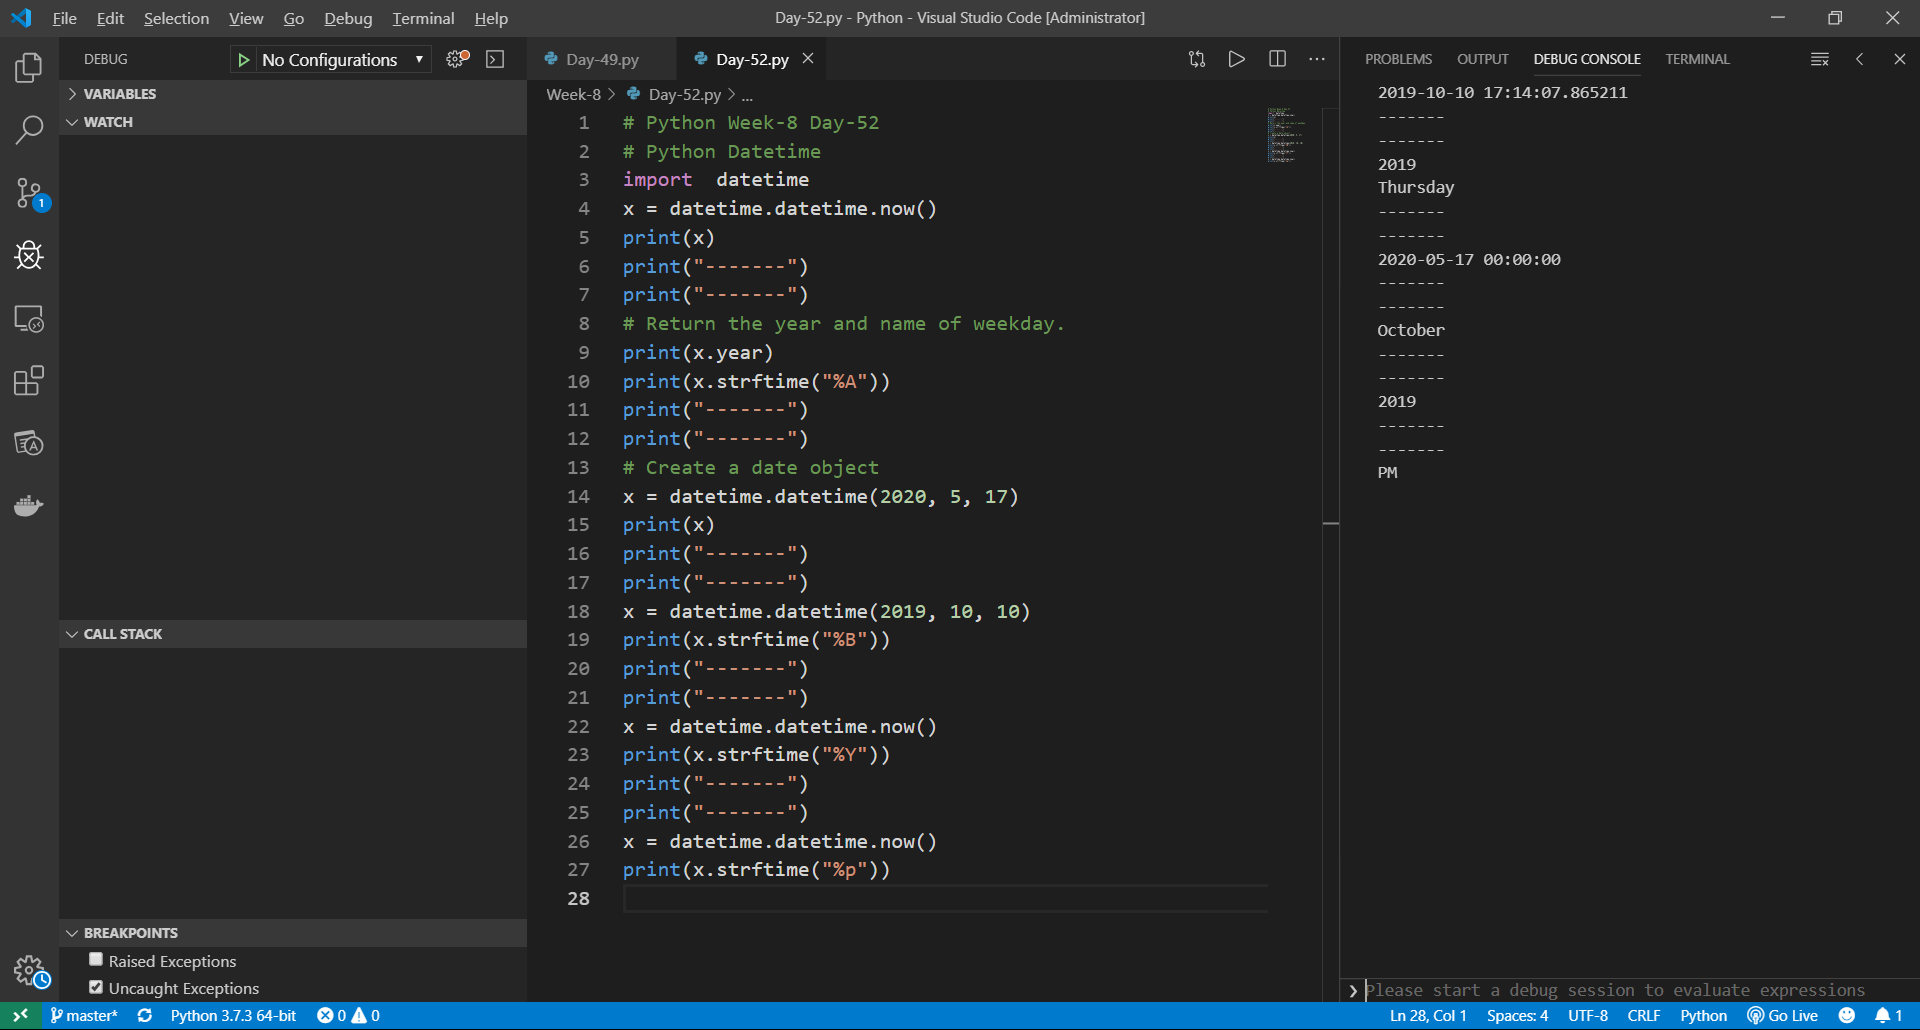 File Edit Selection View Go Debug Terminal Help
Day-52.py - Python - Visual Studio Code [Administrator]
DEBUG
No Configurations
VARIABLES
WATCH
CALL STACK
BREAKPOINTS
Raised Exceptions
Uncaught Exceptions
Day-49.py
Day-52.py
Week-8 > Day-52.py > ...
1 # Python Week-8 Day-52
2 # Python Datetime
3 import  datetime
4 x = datetime.datetime.now()
5 print(x)
6 print("-------")
7 print("-------")
8 # Return the year and name of weekday.
9 print(x.year)
10 print(x.strftime("%A"))
11 print("-------")
12 print("-------")
13 # Create a date object
14 x = datetime.datetime(2020, 5, 17)
15 print(x)
16 print("-------")
17 print("-------")
18 x = datetime.datetime(2019, 10, 10)
19 print(x.strftime("%B"))
20 print("-------")
21 print("-------")
22 x = datetime.datetime.now()
23 print(x.strftime("%Y"))
24 print("-------")
25 print("-------")
26 x = datetime.datetime.now()
27 print(x.strftime("%p"))
28
PROBLEMS OUTPUT DEBUG CONSOLE TERMINAL
2019-10-10 17:14:07.865211
-------
-------
2019
Thursday
-------
-------
2020-05-17 00:00:00
-------
-------
October
-------
-------
2019
-------
-------
PM
Please start a debug session to evaluate expressions
1
master* Python 3.7.3 64-bit 0 0
Ln 28, Col 1 Spaces: 4 UTF-8 CRLF Python Go Live 1